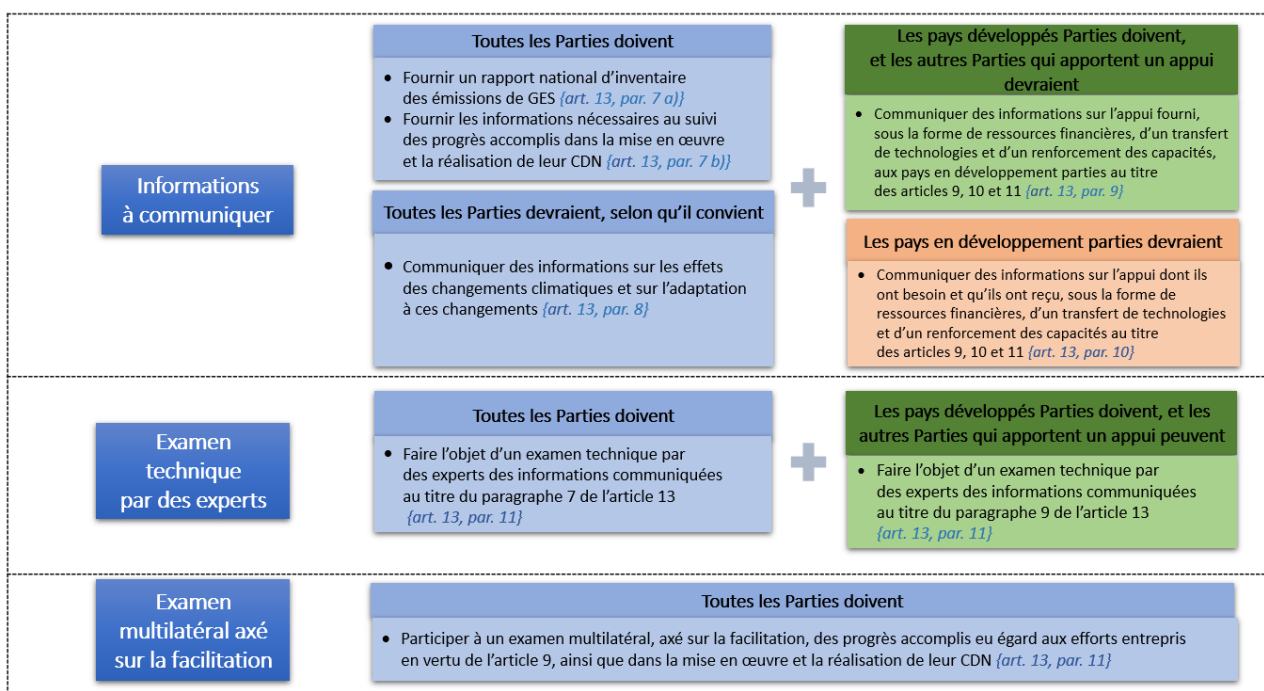 Informations
à communiquer
Toutes les Parties doivent
• Fournir un rapport national d’inventaire
des émissions de GES {art. 13, par. 7 a)}
• Fournir les informations nécessaires au suivi
des progrès accomplis dans la mise en œuvre
et la réalisation de leur CDN {art. 13, par. 7 b)}
Toutes les Parties devraient, selon qu’il convient
• Communiquer des informations sur les effets
des changements climatiques et sur l’adaptation
à ces changements {art. 13, par. 8}
Les pays développés Parties doivent,
et les autres Parties qui apportent un appui
devraient
• Communiquer des informations sur l’appui fourni,
sous la forme de ressources financières, d’un transfert
de technologies et d’un renforcement des capacités,
aux pays en développement parties au titre
des articles 9, 10 et 11 {art. 13, par. 9}
Les pays en développement parties devraient
• Communiquer des informations sur l’appui dont ils
ont besoin et qu’ils ont reçu, sous la forme de
ressources financières, d’un transfert de technologies
et d’un renforcement des capacités au titre
des articles 9, 10 et 11 {art. 13, par. 10}
Examen
technique
par des experts
Toutes les Parties doivent
• Faire l’objet d’un examen technique par
des experts des informations communiquées
au titre du paragraphe 7 de l’article 13
{art. 13, par. 11}
Les pays développés Parties doivent, et les
autres Parties qui apportent un appui peuvent
• Faire l’objet d’un examen technique par
des experts des informations communiquées
au titre du paragraphe 9 de l’article 13
{art. 13, par. 11}
Examen
multilatéral axé
sur la facilitation
Toutes les Parties doivent
• Participer à un examen multilatéral, axé sur la facilitation, des progrès accomplis eu égard aux efforts entrepris
en vertu de l’article 9, ainsi que dans la mise en œuvre et la réalisation de leur CDN {art. 13, par. 11}